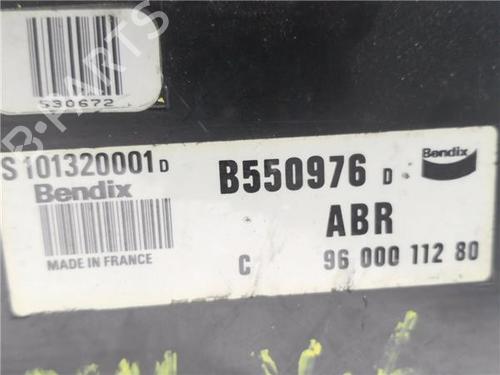 530672
S101320001 D
B550976 D
Bendix
Bendix
ABR
MADE IN FRANCE
C
96 000 112 80
B-PARTS